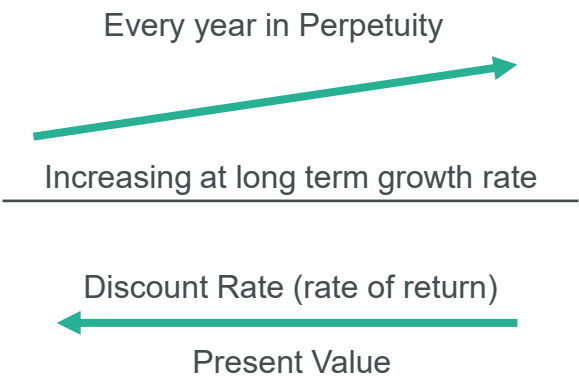 Every year in Perpetuity
Increasing at long term growth rate
Discount Rate (rate of return)
Present Value